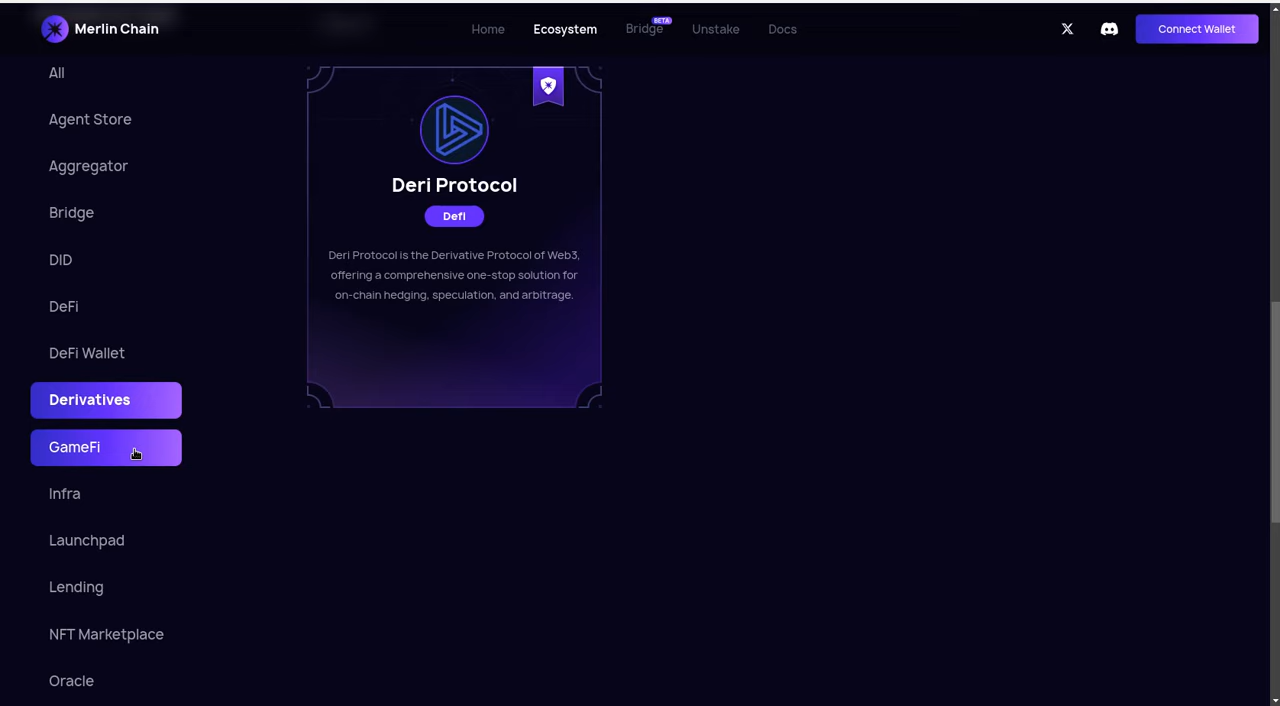 Merlin Chain
Home
Ecosystem
Bridge
BETA
Unstake
Docs
Connect Wallet
All
Agent Store
Aggregator
Bridge
DID
DeFi
DeFi Wallet
Derivatives
GameFi
Infra
Launchpad
Lending
NFT Marketplace
Oracle
Deri Protocol
Defi
Deri Protocol is the Derivative Protocol of Web3,
offering a comprehensive one-stop solution for
on-chain hedging, speculation, and arbitrage.